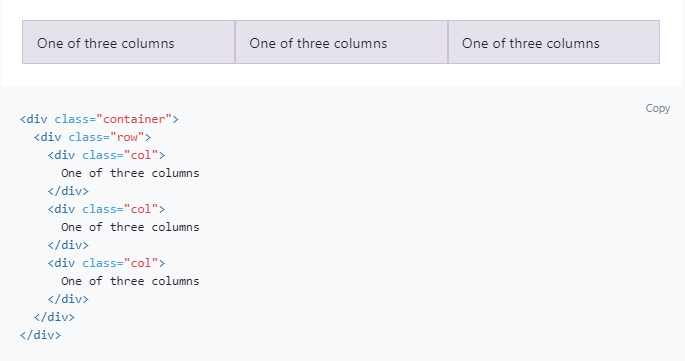 One of three columns One of three columns One of three columns
Copy
<div class="container">
  <div class="row">
    <div class="col">
      One of three columns
    </div>
    <div class="col">
      One of three columns
    </div>
    <div class="col">
      One of three columns
    </div>
  </div>
</div>